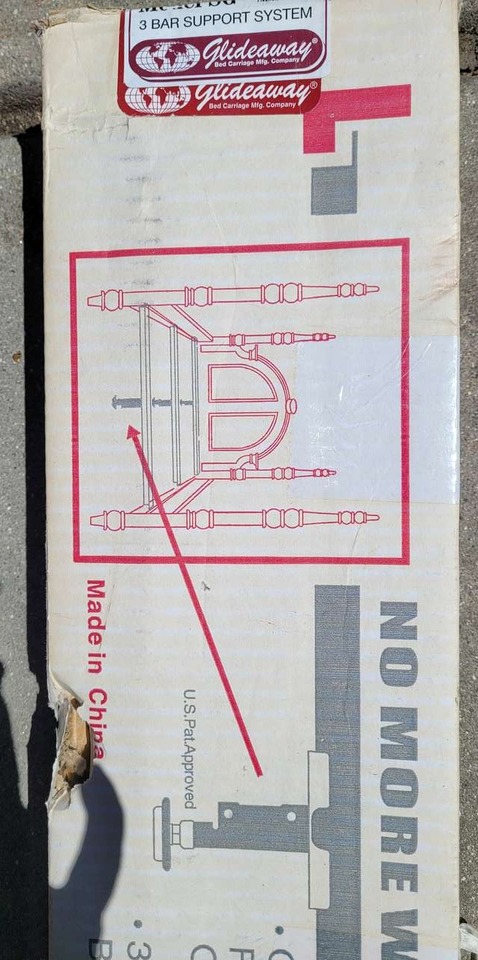 3 BAR SUPPORT SYSTEM
Glideaway®
Bed Carriage Mfg. Company
Glideaway®
Bed Carriage Mfg. Company
NO MORE W
U.S.Pat.Approved
Made in China
• 3
B